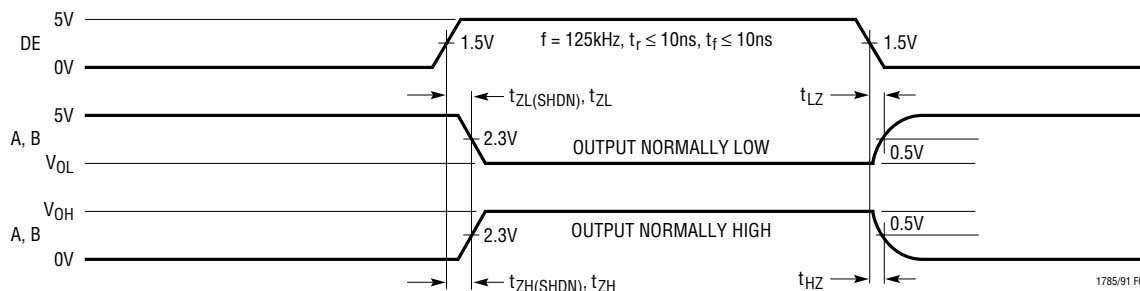 5V
DE
1.5V
f = 125kHz, tr ≤ 10ns, tf ≤ 10ns
1.5V
0V
tZL(SHDN), tZL
tLZ
5V
A, B
2.3V
OUTPUT NORMALLY LOW
0.5V
VOL
VOH
A, B
2.3V
OUTPUT NORMALLY HIGH
0.5V
0V
tZH(SHDN), tZH
tHZ
1785/91